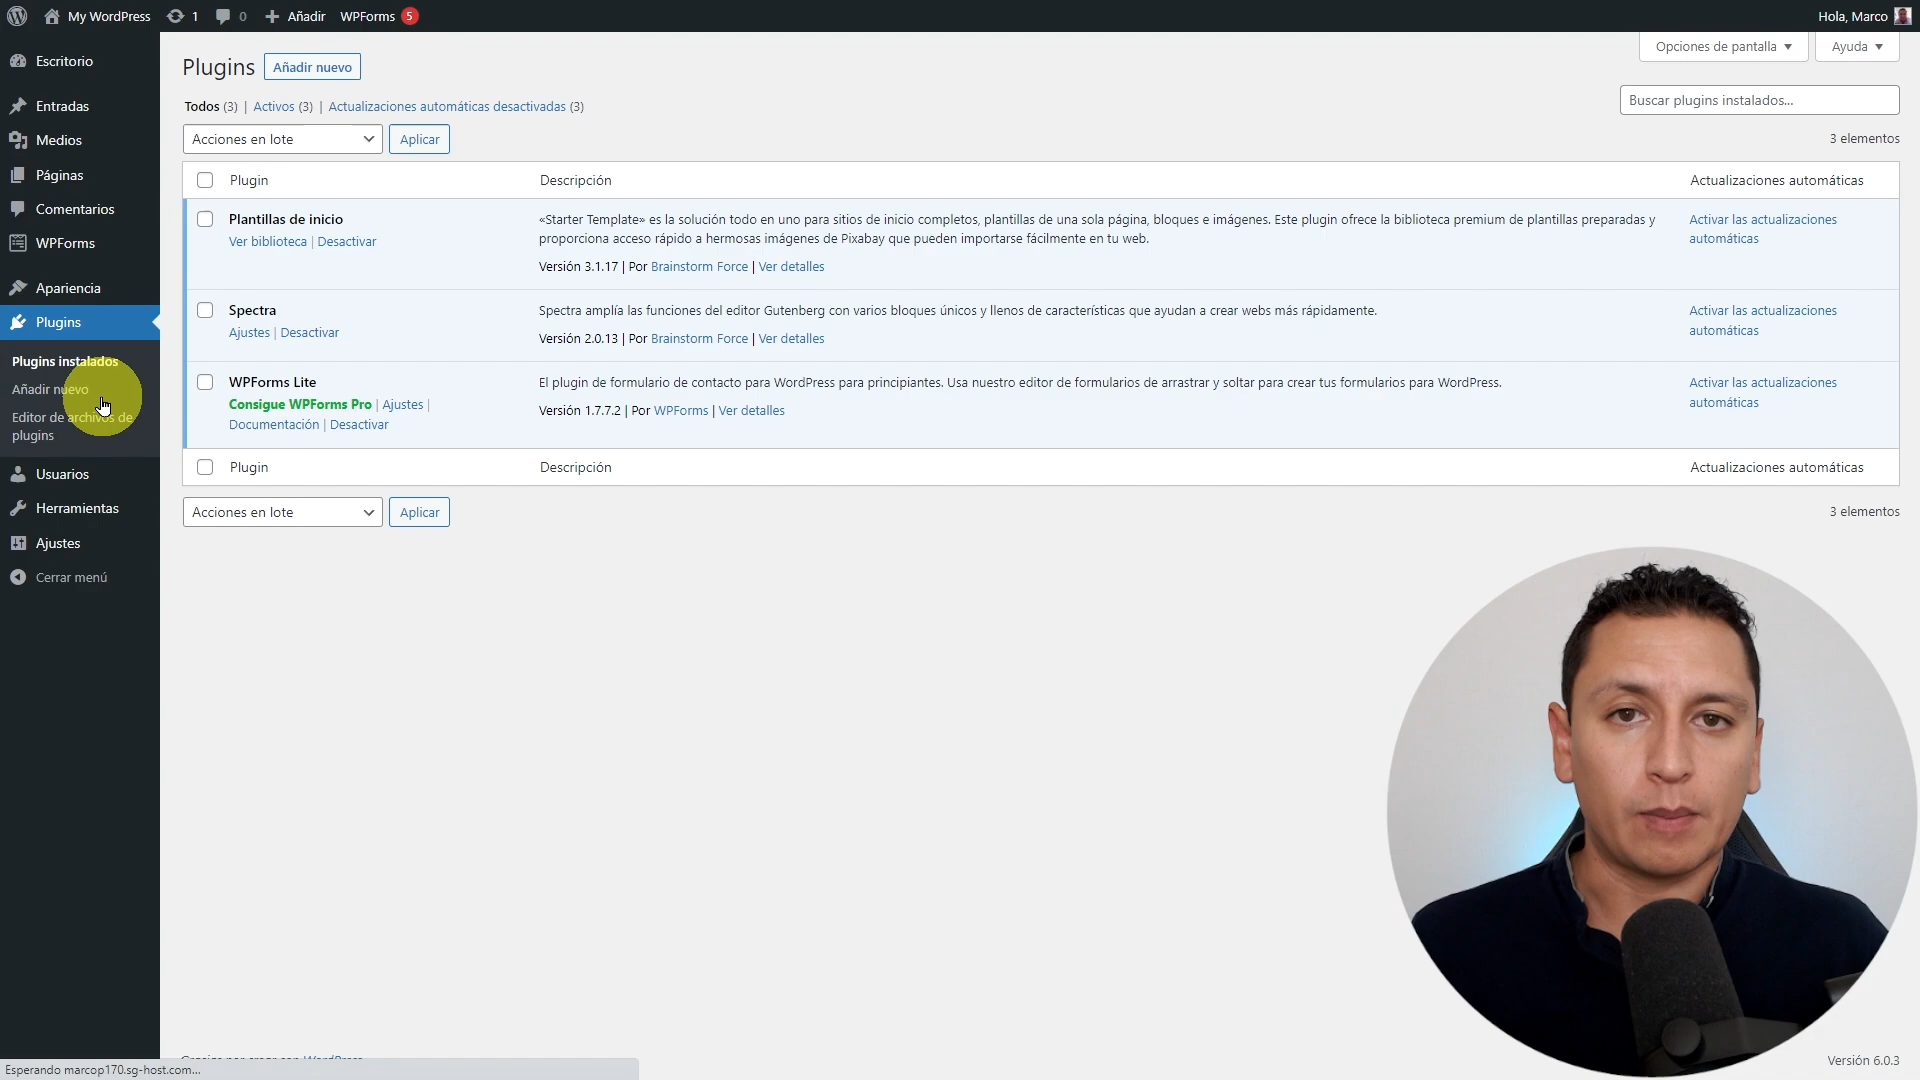 My WordPress 1 0 Añadir WPForms 5 Hola, Marco
Opciones de pantalla Ayuda
Escritorio
Entradas
Medios
Páginas
Comentarios
WPForms
Apariencia
Plugins
Plugins instalados
Añadir nuevo
Editor de archivos de
plugins
Usuarios
Herramientas
Ajustes
Cerrar menú
Plugins Añadir nuevo
Todos (3) | Activos (3) | Actualizaciones automáticas desactivadas (3)
Buscar plugins instalados...
Acciones en lote Aplicar
3 elementos
Plugin Descripción Actualizaciones automáticas
Plantillas de inicio
Ver biblioteca | Desactivar
«Starter Template» es la solución todo en uno para sitios de inicio completos, plantillas de una sola página, bloques e imágenes. Este plugin ofrece la biblioteca premium de plantillas preparadas y
proporciona acceso rápido a hermosas imágenes de Pixabay que pueden importarse fácilmente en tu web.
Versión 3.1.17 | Por Brainstorm Force | Ver detalles
Activar las actualizaciones
automáticas
Spectra
Ajustes | Desactivar
Spectra amplía las funciones del editor Gutenberg con varios bloques únicos y llenos de características que ayudan a crear webs más rápidamente.
Versión 2.0.13 | Por Brainstorm Force | Ver detalles
Activar las actualizaciones
automáticas
WPForms Lite
Consigue WPForms Pro | Ajustes |
Documentación | Desactivar
El plugin de formulario de contacto para WordPress para principiantes. Usa nuestro editor de formularios de arrastrar y soltar para crear tus formularios para WordPress.
Versión 1.7.7.2 | Por WPForms | Ver detalles
Activar las actualizaciones
automáticas
Plugin Descripción Actualizaciones automáticas
Acciones en lote Aplicar
3 elementos
Versión 6.0.3
Esperando marcop170.sg-host.com...